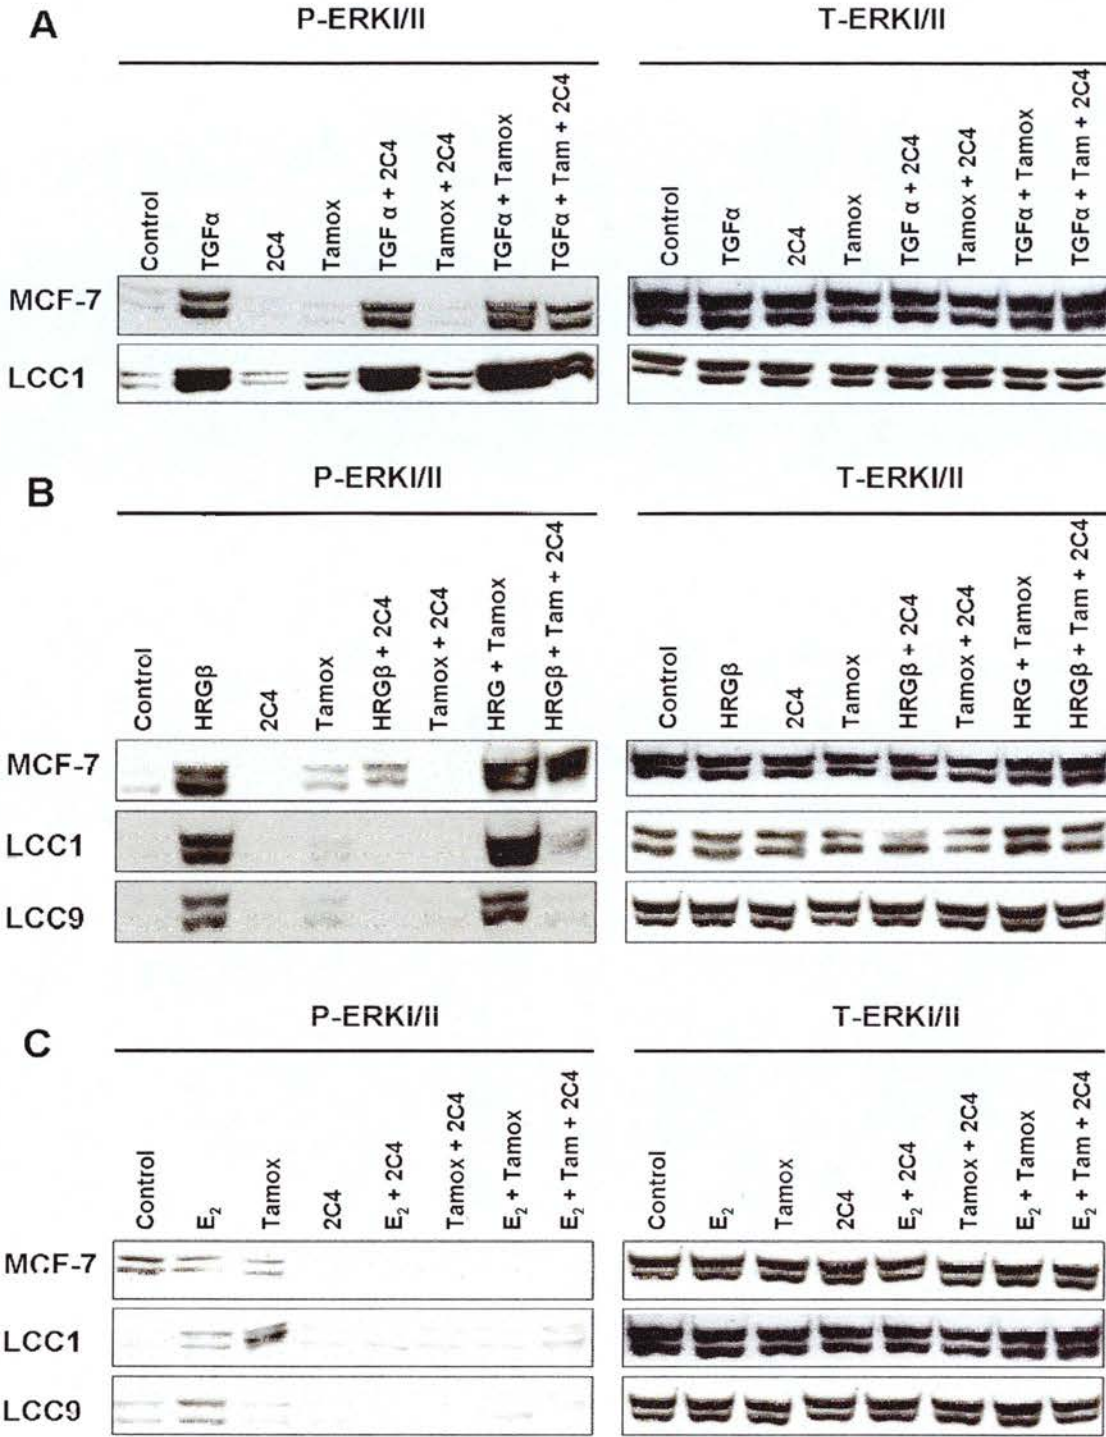 A
P-ERKI/II T-ERKI/II
Control TGFα 2C4 Tamox TGF α + 2C4 Tamox + 2C4 TGFα + Tamox TGFα + Tam + 2C4 Control TGFα 2C4 Tamox TGF α + 2C4 Tamox + 2C4 TGFα + Tamox TGFα + Tam + 2C4
MCF-7
LCC1
B
P-ERKI/II T-ERKI/II
Control HRGβ 2C4 Tamox HRGβ + 2C4 Tamox + 2C4 HRG + Tamox HRGβ + Tam + 2C4 Control HRGβ 2C4 Tamox HRGβ + 2C4 Tamox + 2C4 HRG + Tamox HRGβ + Tam + 2C4
MCF-7
LCC1
LCC9
C
P-ERKI/II T-ERKI/II
Control E₂ Tamox 2C4 E₂ + 2C4 Tamox + 2C4 E₂ + Tamox E₂ + Tam + 2C4 Control E₂ Tamox 2C4 E₂ + 2C4 Tamox + 2C4 E₂ + Tamox E₂ + Tam + 2C4
MCF-7
LCC1
LCC9